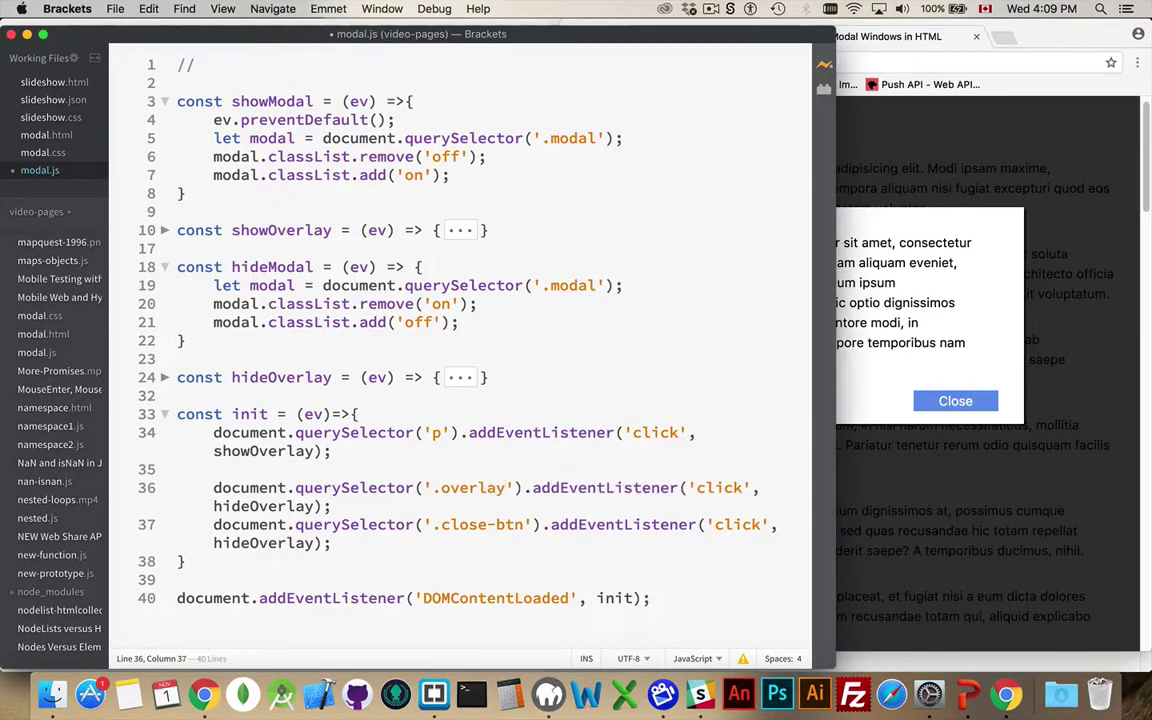 Brackets File Edit Find View Navigate Emmet Window Debug Help 100% Wed 4:09 PM
• modal.js (video-pages) — Brackets
Modal Windows in HTML
Im... Push API - Web API...
Working Files
slideshow.html
slideshow.json
slideshow.css
modal.html
modal.css
modal.js
video-pages
mapquest-1996.pn
maps-objects.js
Mobile Testing with
Mobile Web and Hy
modal.css
modal.html
modal.js
More-Promises.mp
MouseEnter, Mouse
namespace.html
namespace1.js
namespace2.js
NaN and isNaN in J
nan-isnan.js
nested-loops.mp4
nested.js
NEW Web Share AP
new-function.js
new-prototype.js
node_modules
nodelist-htmlcollec
NodeLists versus H
Nodes Versus Elem
1 //
2
3 const showModal = (ev) =>{
4 ev.preventDefault();
5 let modal = document.querySelector('.modal');
6 modal.classList.remove('off');
7 modal.classList.add('on');
8 }
9
10 const showOverlay = (ev) => { ... }
17
18 const hideModal = (ev) => {
19 let modal = document.querySelector('.modal');
20 modal.classList.remove('on');
21 modal.classList.add('off');
22 }
23
24 const hideOverlay = (ev) => { ... }
32
33 const init = (ev)=>{
34 document.querySelector('p').addEventListener('click',
showOverlay);
35
36 document.querySelector('.overlay').addEventListener('click',
hideOverlay);
37 document.querySelector('.close-btn').addEventListener('click',
hideOverlay);
38 }
39
40 document.addEventListener('DOMContentLoaded', init);
Line 36, Column 37 — 40 Lines
INS UTF-8 JavaScript Spaces: 4
adipisicing elit. Modi ipsam maxime,
tempora aliquam nisi fugiat excepturi quod eos
r sit amet, consectetur
am aliquam eveniet,
um ipsum
ic optio dignissimos
ntore modi, in
pore temporibus nam
Close
soluta
architecto officia
it voluptatum.
ab
saepe
mollitia
. Pariatur tenetur rerum odio quisquam facilis
um dignissimos at, possimus cumque
sed quas recusandae hic totam fugiat
derit saepe? A temporibus ducimus, nihil.
placeat, et fugiat nisi a eum dicta dolores
am recusandae totam qui, aliquid explicabo
1
NOV
1
An Ps Ai Fz